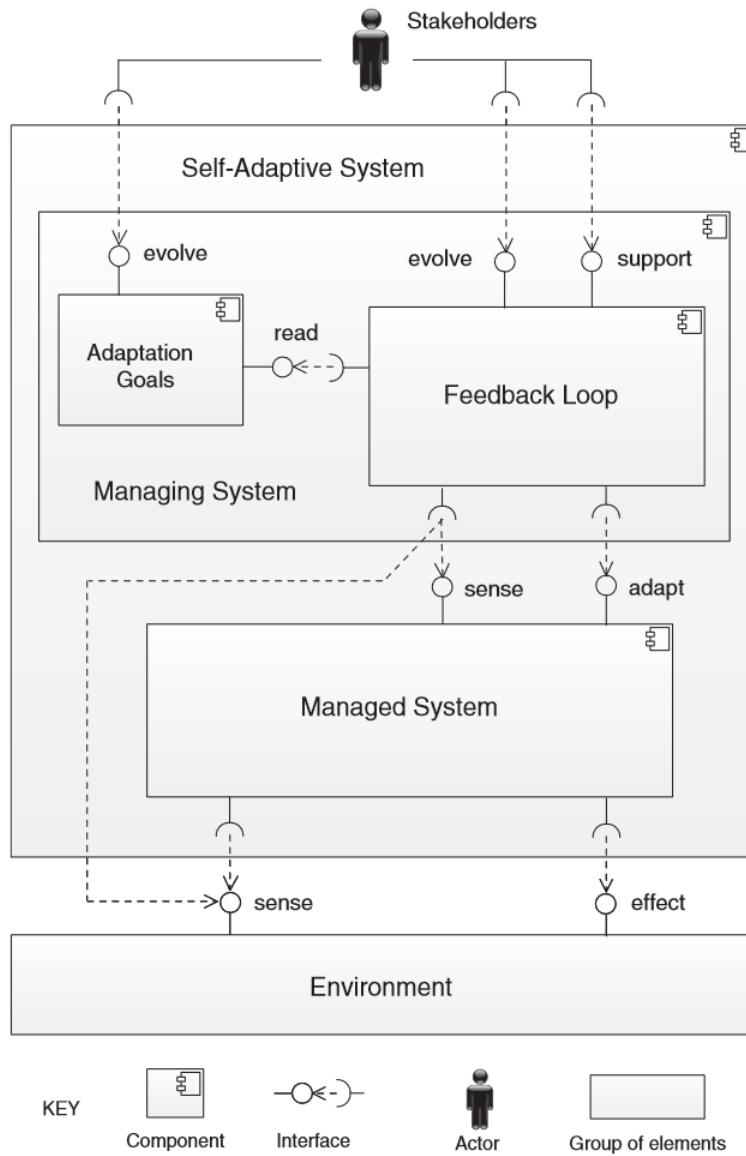 Stakeholders
Self-Adaptive System
evolve
evolve
support
Adaptation
Goals
read
Feedback Loop
Managing System
sense
adapt
Managed System
sense
effect
Environment
KEY
Component
Interface
Actor
Group of elements